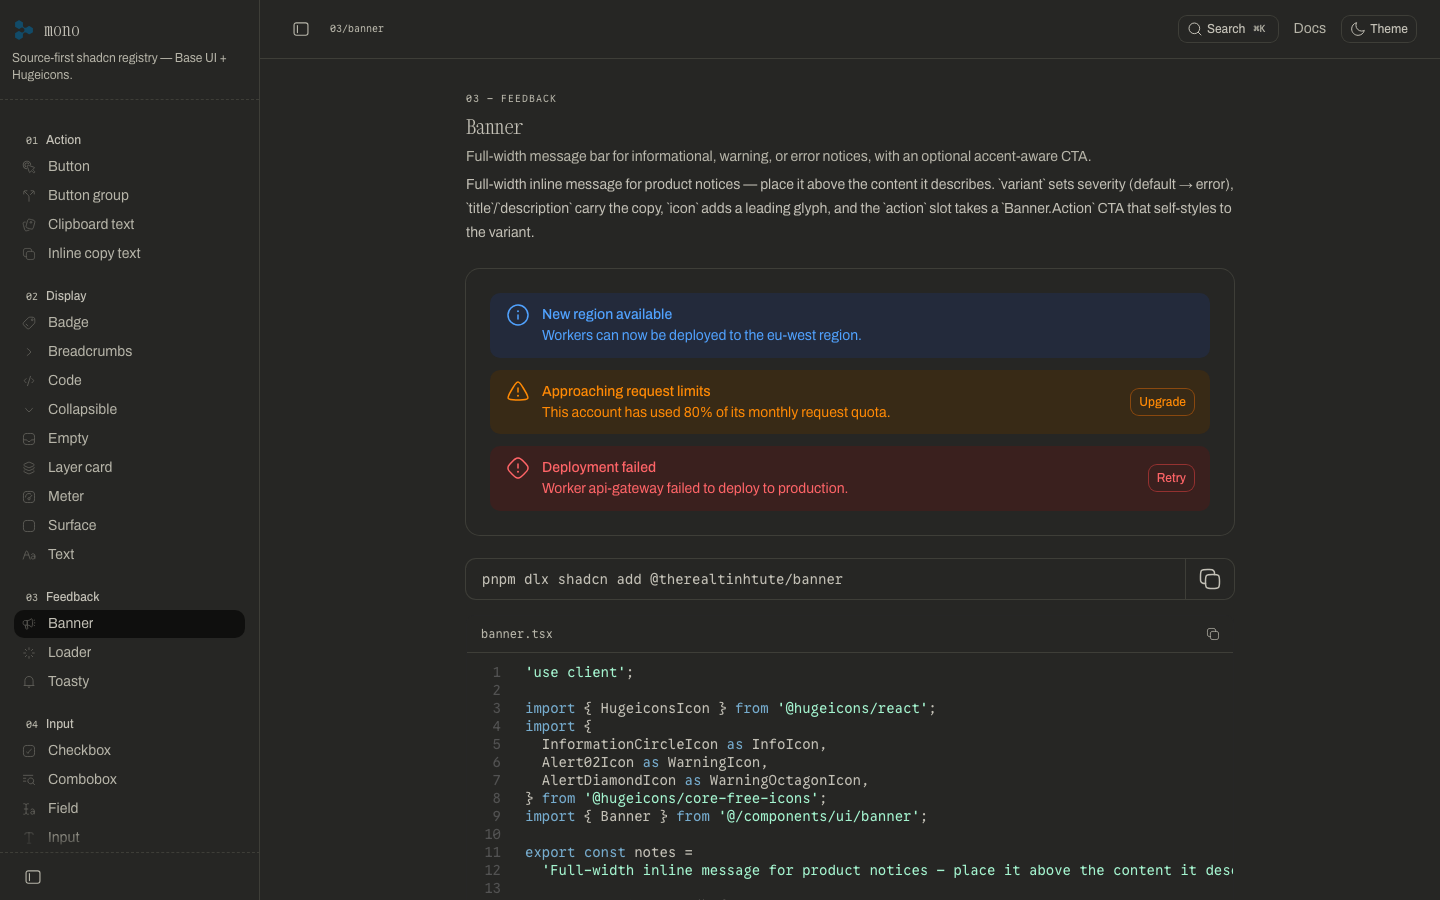 mono
Source-first shadcn registry — Base UI +
Hugeicons.
01 Action
Button
Button group
Clipboard text
Inline copy text
02 Display
Badge
Breadcrumbs
Code
Collapsible
Empty
Layer card
Meter
Surface
Text
03 Feedback
Banner
Loader
Toasty
04 Input
Checkbox
Combobox
Field
Input
03/banner
Search ⌘K
Docs
Theme
03 — FEEDBACK
Banner
Full-width message bar for informational, warning, or error notices, with an optional accent-aware CTA.
Full-width inline message for product notices — place it above the content it describes. `variant` sets severity (default → error),
`title`/`description` carry the copy, `icon` adds a leading glyph, and the `action` slot takes a `Banner.Action` CTA that self-styles to
the variant.
New region available
Workers can now be deployed to the eu-west region.
Approaching request limits
This account has used 80% of its monthly request quota.
Upgrade
Deployment failed
Worker api-gateway failed to deploy to production.
Retry
pnpm dlx shadcn add @therealtinhtute/banner
banner.tsx
1 'use client';
2
3 import { HugeiconsIcon } from '@hugeicons/react';
4 import {
5 InformationCircleIcon as InfoIcon,
6 Alert02Icon as WarningIcon,
7 AlertDiamondIcon as WarningOctagonIcon,
8 } from '@hugeicons/core-free-icons';
9 import { Banner } from '@/components/ui/banner';
10
11 export const notes =
12 'Full-width inline message for product notices — place it above the content it desc
13